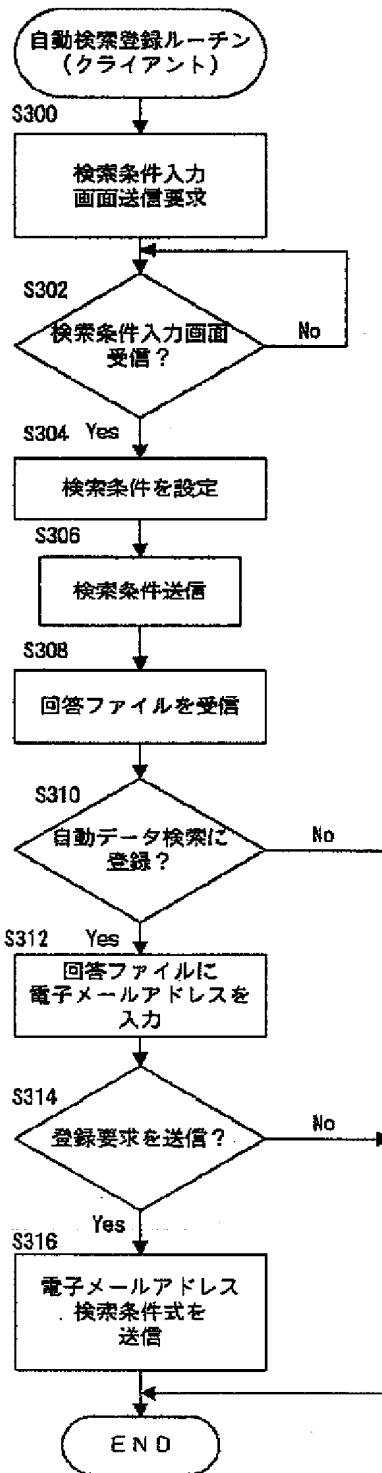 自動検索登録ルーチン
(クライアント)
S300
検索条件入力
画面送信要求
S302
検索条件入力画面
受信?
No
S304 Yes
検索条件を設定
S306
検索条件送信
S308
回答ファイルを受信
S310
自動データ検索に
登録?
No
S312 Yes
回答ファイルに
電子メールアドレスを
入力
S314
登録要求を送信?
No
Yes
S316
電子メールアドレス
検索条件式を
送信
END